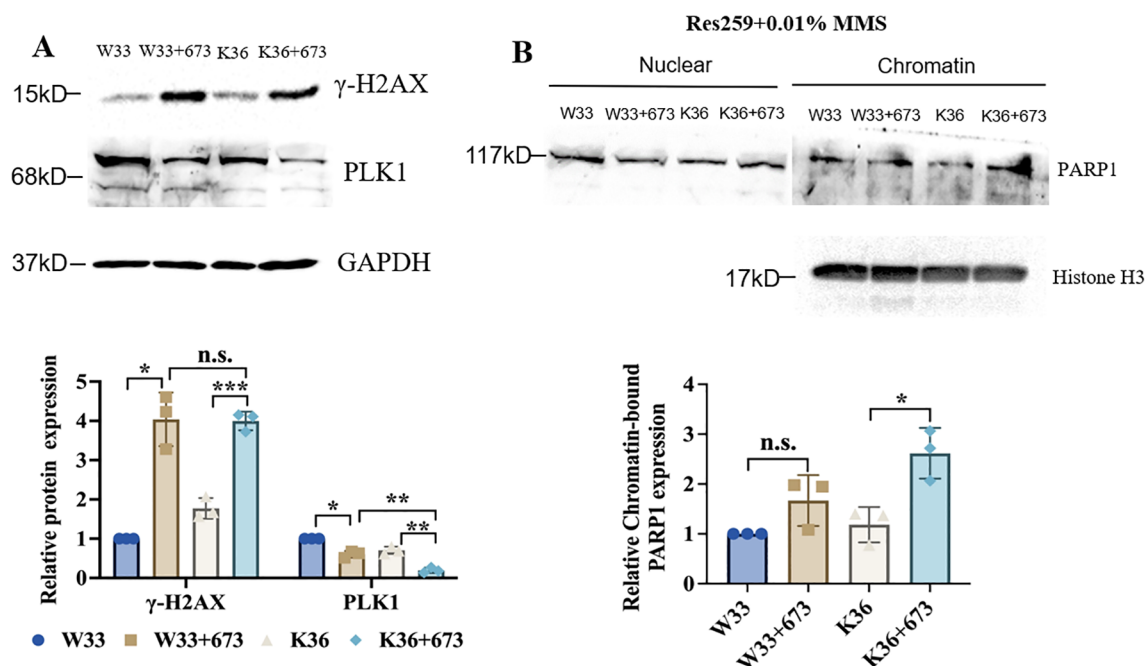 A
W33 W33+673 K36 K36+673
15kD
γ-H2AX
68kD
PLK1
37kD
GAPDH
Relative protein expression
5
4
3
2
1
0
*
n.s.
***
*
**
**
γ-H2AX
PLK1
W33 W33+673 K36 K36+673
Res259+0.01% MMS
B
Nuclear Chromatin
W33 W33+673 K36 K36+673 W33 W33+673 K36 K36+673
117kD
PARP1
17kD
Histone H3
Relative Chromatin-bound
PARP1 expression
4
3
2
1
0
n.s.
*
W33
W33+673
K36
K36+673